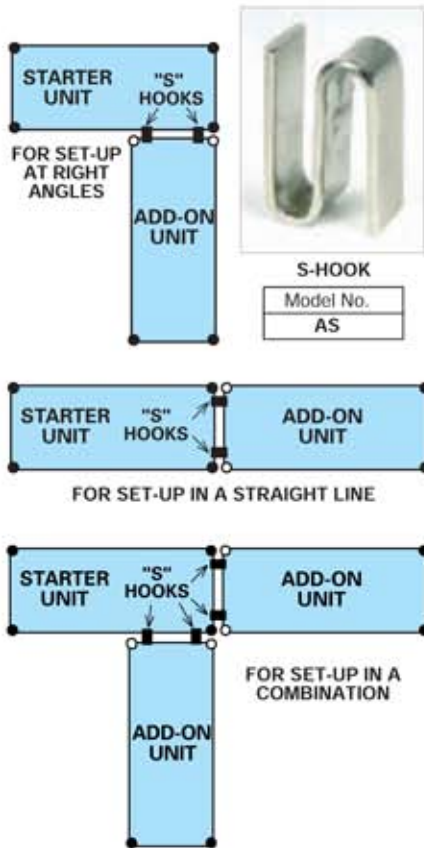 STARTER
UNIT
"S"
HOOKS
FOR SET-UP
AT RIGHT
ANGLES
ADD-ON
UNIT
S-HOOK
Model No.
AS
STARTER
UNIT
"S"
HOOKS
ADD-ON
UNIT
FOR SET-UP IN A STRAIGHT LINE
STARTER
UNIT
"S"
HOOKS
ADD-ON
UNIT
FOR SET-UP IN A
COMBINATION
ADD-ON
UNIT